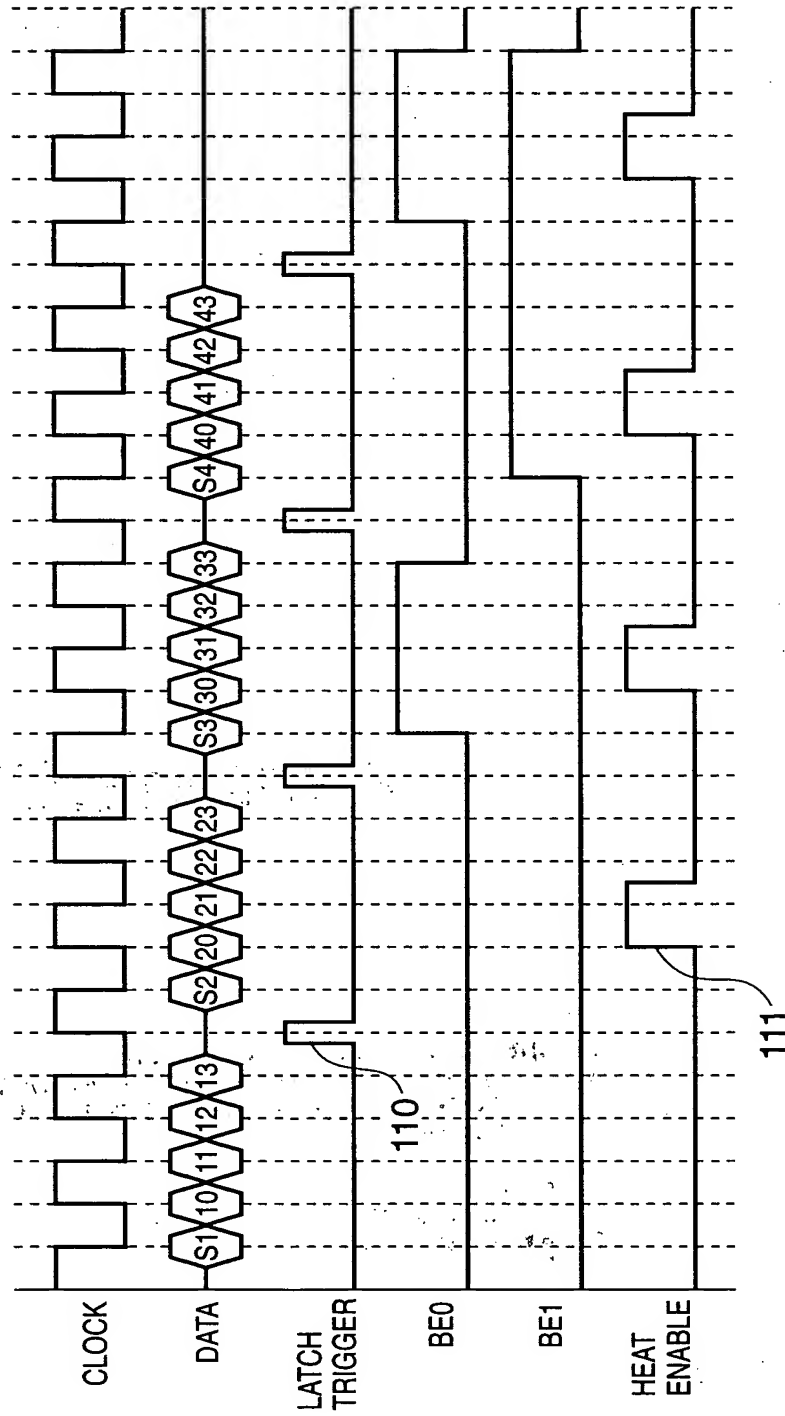 CLOCK
DATA
S1 10 11 12 13 S2 20 21 22 23 S3 30 31 32 33 S4 40 41 42 43
LATCH
TRIGGER
110
BE0
BE1
HEAT
ENABLE
111